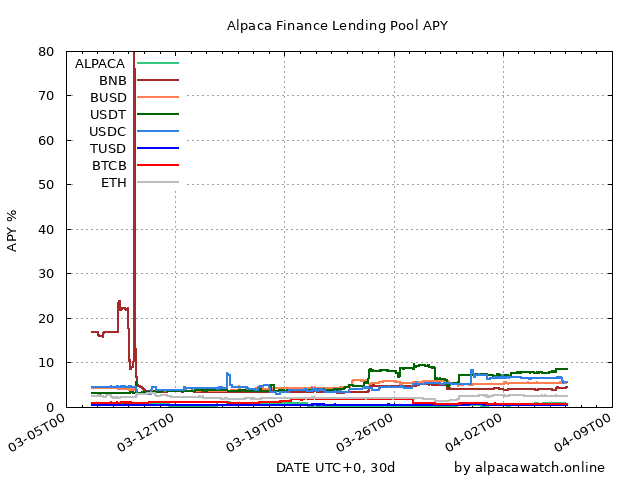 Alpaca Finance Lending Pool APY
80
70
60
50
40
30
20
10
0
APY %
ALPACA
BNB
BUSD
USDT
USDC
TUSD
BTCB
ETH
03-05T00
03-12T00
03-19T00
03-26T00
04-02T00
04-09T00
DATE UTC+0, 30d
by alpacawatch.online